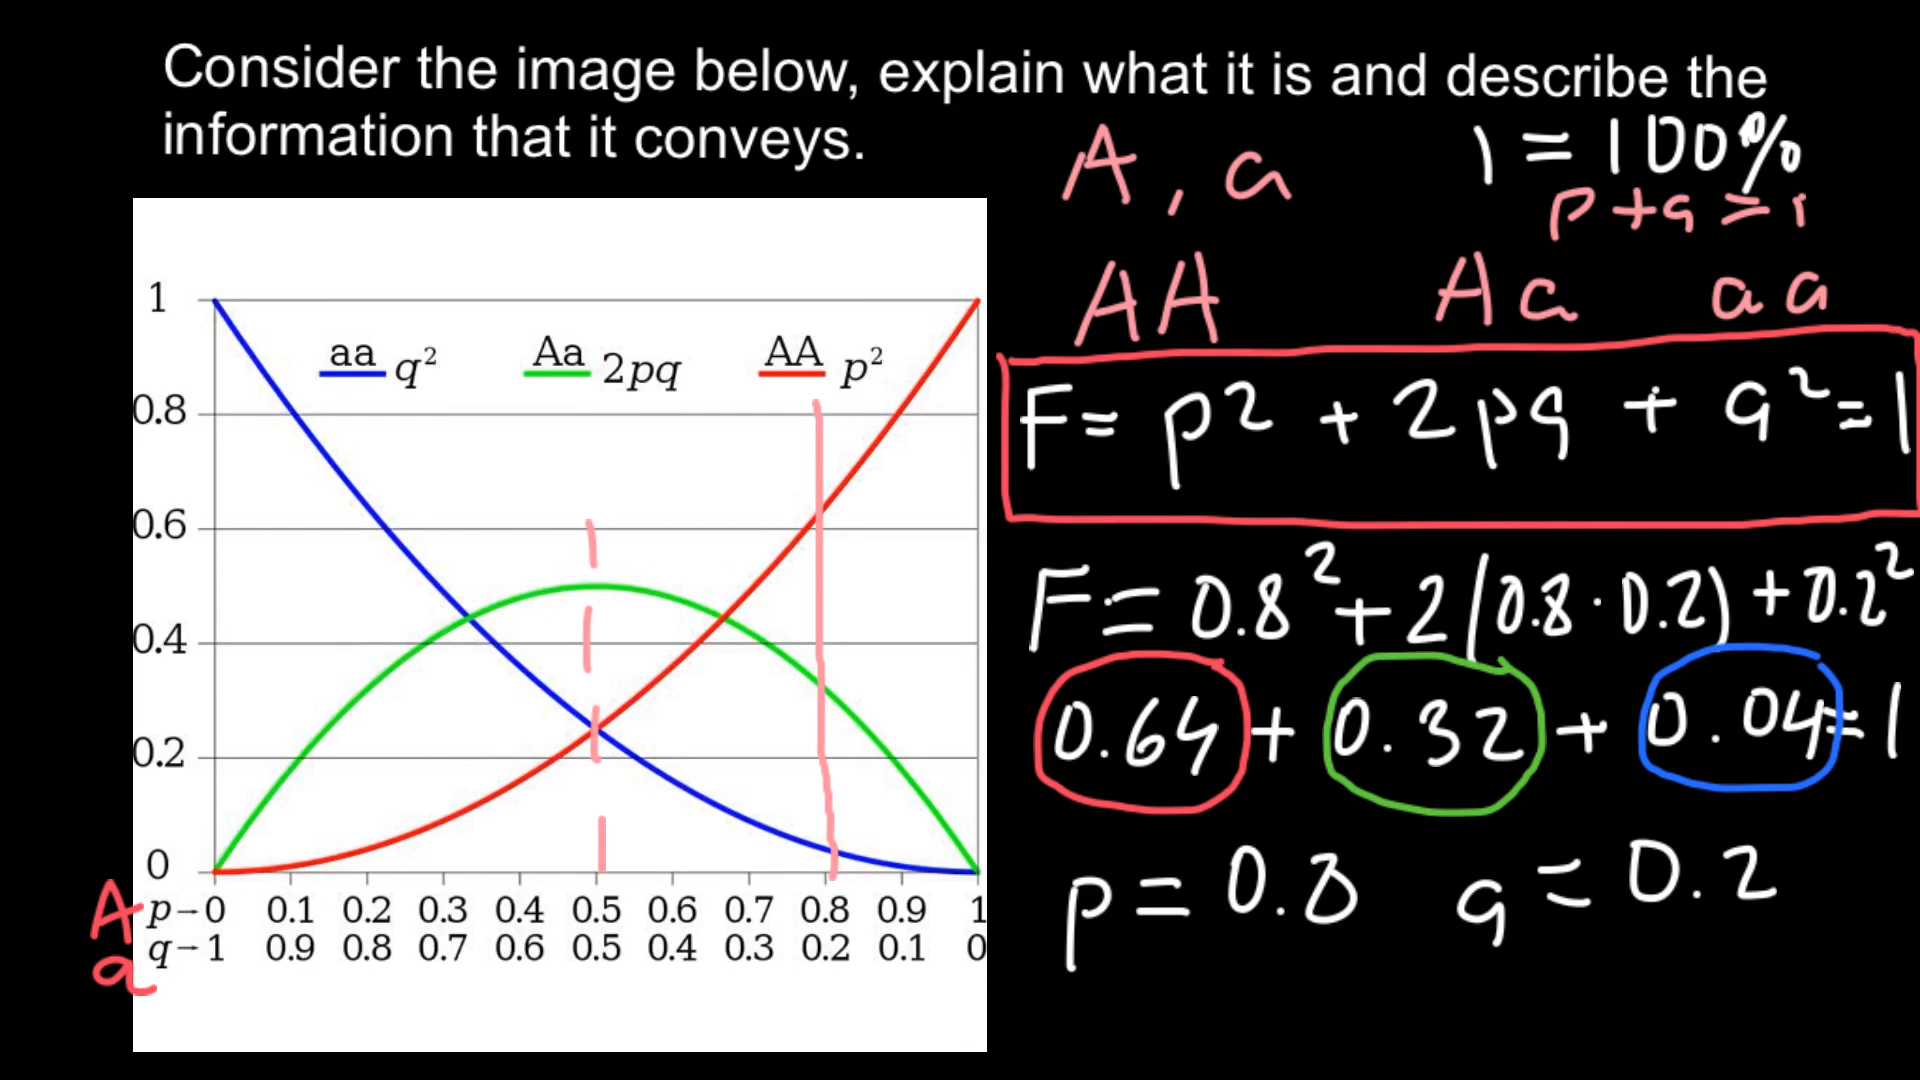 Consider the image below, explain what it is and describe the
information that it conveys.
A, a
1 = 100%
p + q = 1
AA Aa aa
F = p² + 2pq + q² = 1
F = 0.8² + 2(0.8 · 0.2) + 0.2²
0.64 + 0.32 + 0.04 = 1
p = 0.8 q = 0.2
aa q² Aa 2pq AA p²
1
0.8
0.6
0.4
0.2
0
A p→0 0.1 0.2 0.3 0.4 0.5 0.6 0.7 0.8 0.9 1
a q→1 0.9 0.8 0.7 0.6 0.5 0.4 0.3 0.2 0.1 0